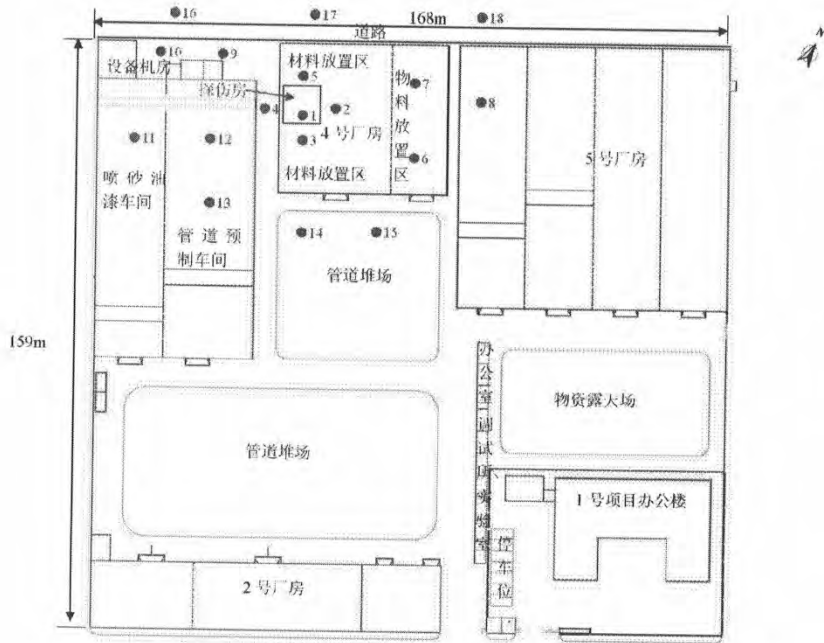 16
17
168m
18
道路
10
9
设备机房
材料放置区
5
探伤房
物料放置区
7
4
1
2
8
11
12
3
4号厂房
6
5号厂房
材料放置区
喷砂油
漆车间
13
管道预
制车间
14
15
管道堆场
159m
办公室
物资露天场
管道堆场
实验室
1号项目办公楼
停车位
2号厂房
N